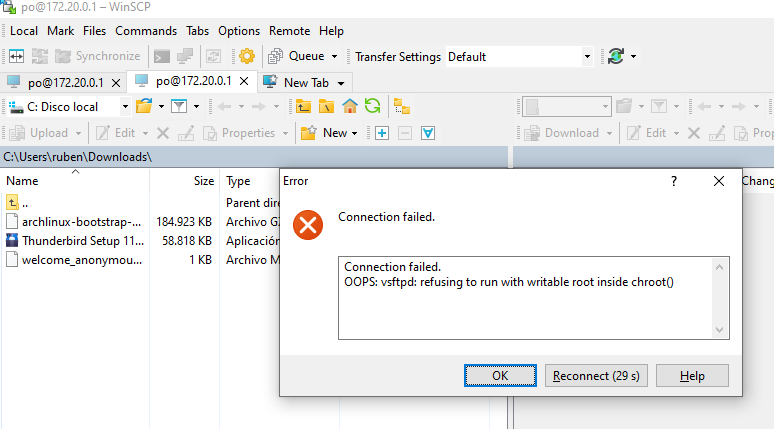 po@172.20.0.1 – WinSCP
Local Mark Files Commands Tabs Options Remote Help
Synchronize Queue Transfer Settings Default
po@172.20.0.1 po@172.20.0.1 New Tab
C: Disco local
Upload Edit Properties New Download Edit
C:\Users\ruben\Downloads\
Name Size Type
..
Parent dire
archlinux-bootstrap-... 184.923 KB Archivo G
Thunderbird Setup 11... 58.818 KB Aplicación
welcome_anonymou... 1 KB Archivo M
Error
?
Connection failed.
Connection failed.
OOPS: vsftpd: refusing to run with writable root inside chroot()
OK Reconnect (29 s) Help